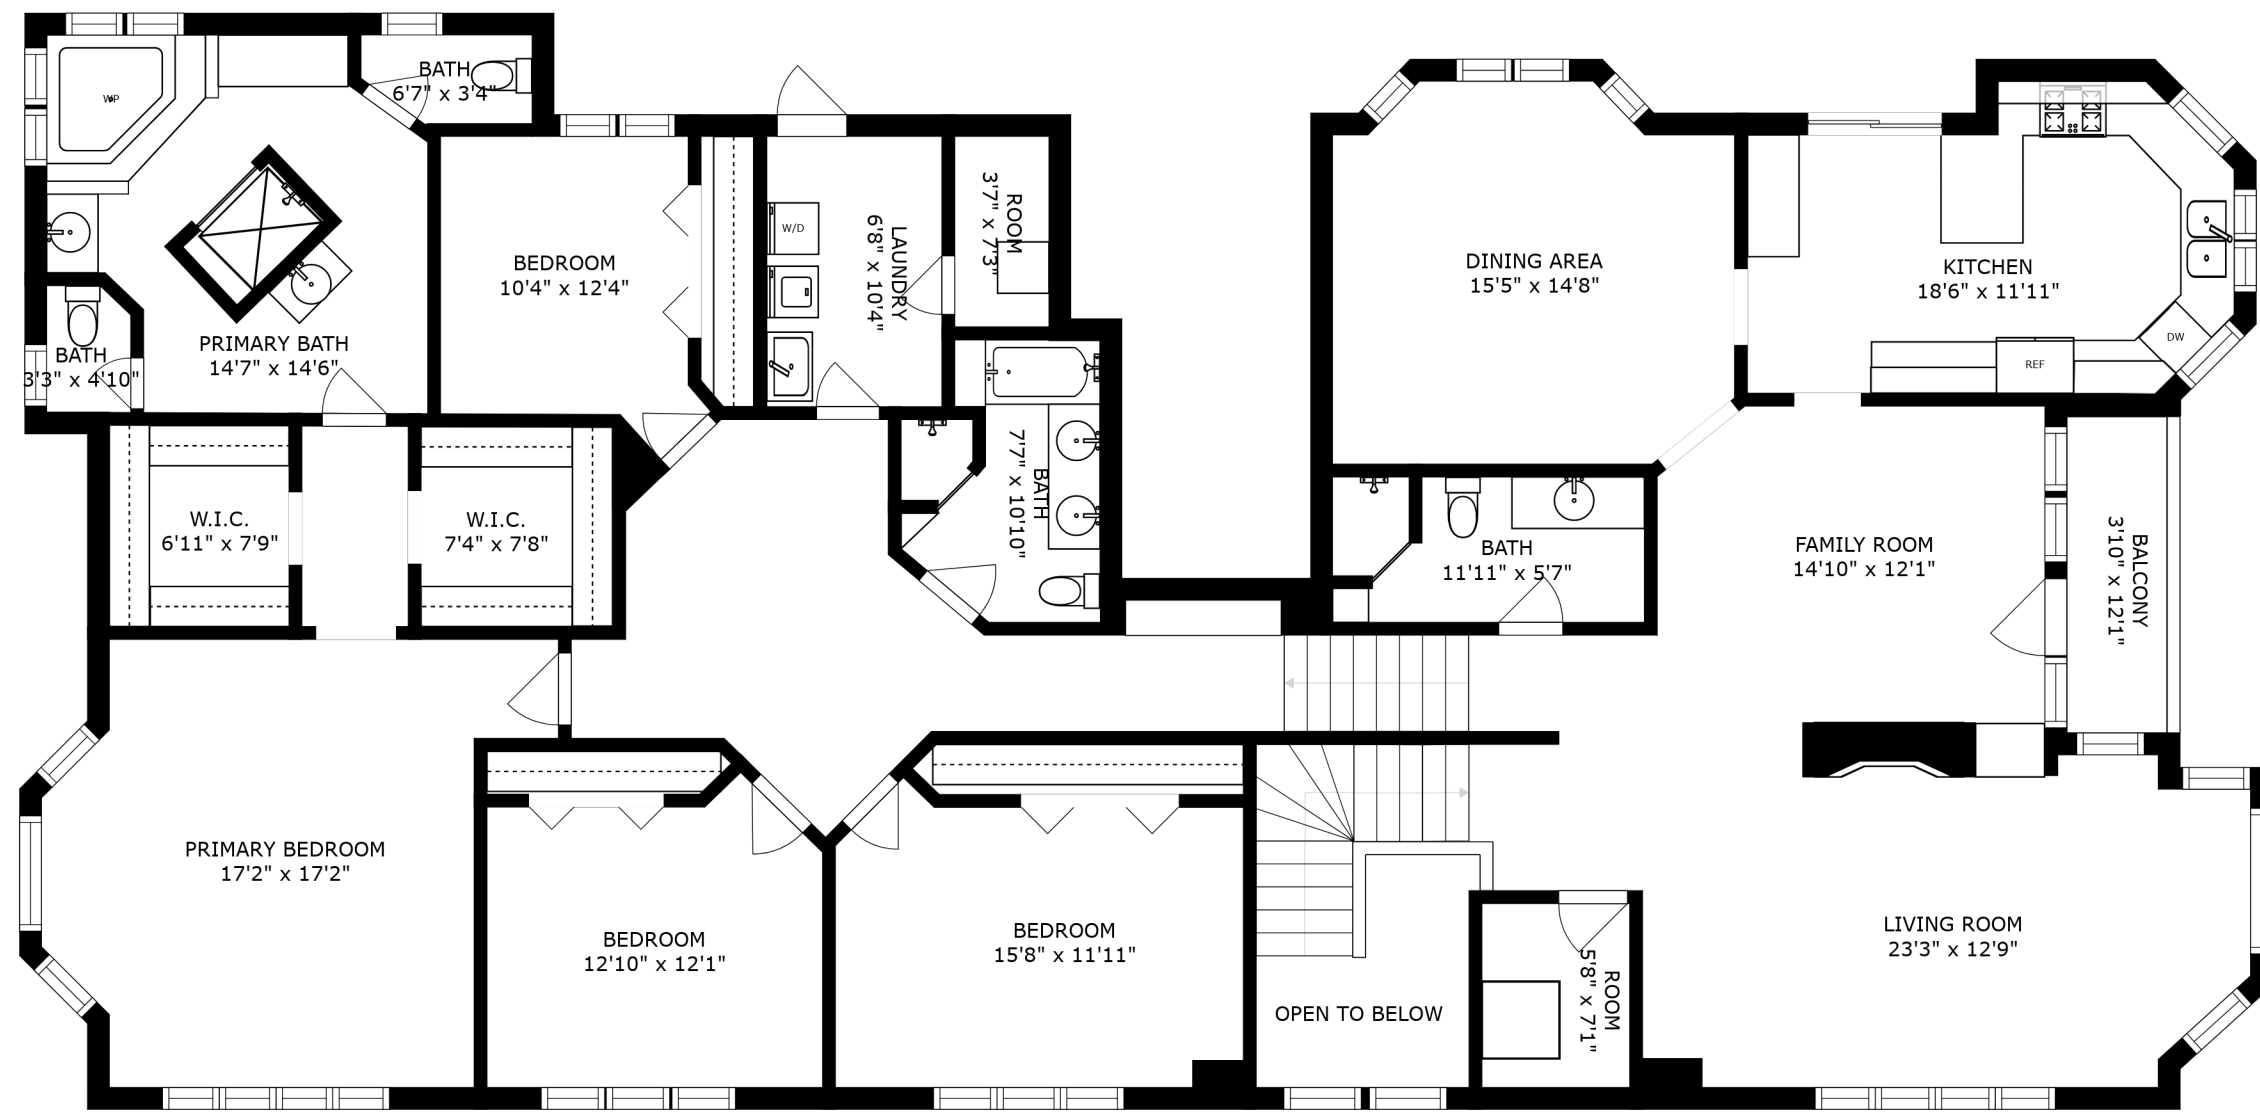 BATH
6'7" x 3'4"
WP
PRIMARY BATH
14'7" x 14'6"
BATH
3'3" x 4'10"
BEDROOM
10'4" x 12'4"
W/D
LAUNDRY
6'8" x 10'4"
ROOM
3'7" x 7'3"
BATH
7'7" x 10'10"
W.I.C.
6'11" x 7'9"
W.I.C.
7'4" x 7'8"
DINING AREA
15'5" x 14'8"
KITCHEN
18'6" x 11'11"
DW
REF
BATH
11'11" x 5'7"
FAMILY ROOM
14'10" x 12'1"
BALCONY
3'10" x 12'1"
PRIMARY BEDROOM
17'2" x 17'2"
BEDROOM
12'10" x 12'1"
BEDROOM
15'8" x 11'11"
OPEN TO BELOW
ROOM
5'8" x 7'1"
LIVING ROOM
23'3" x 12'9"